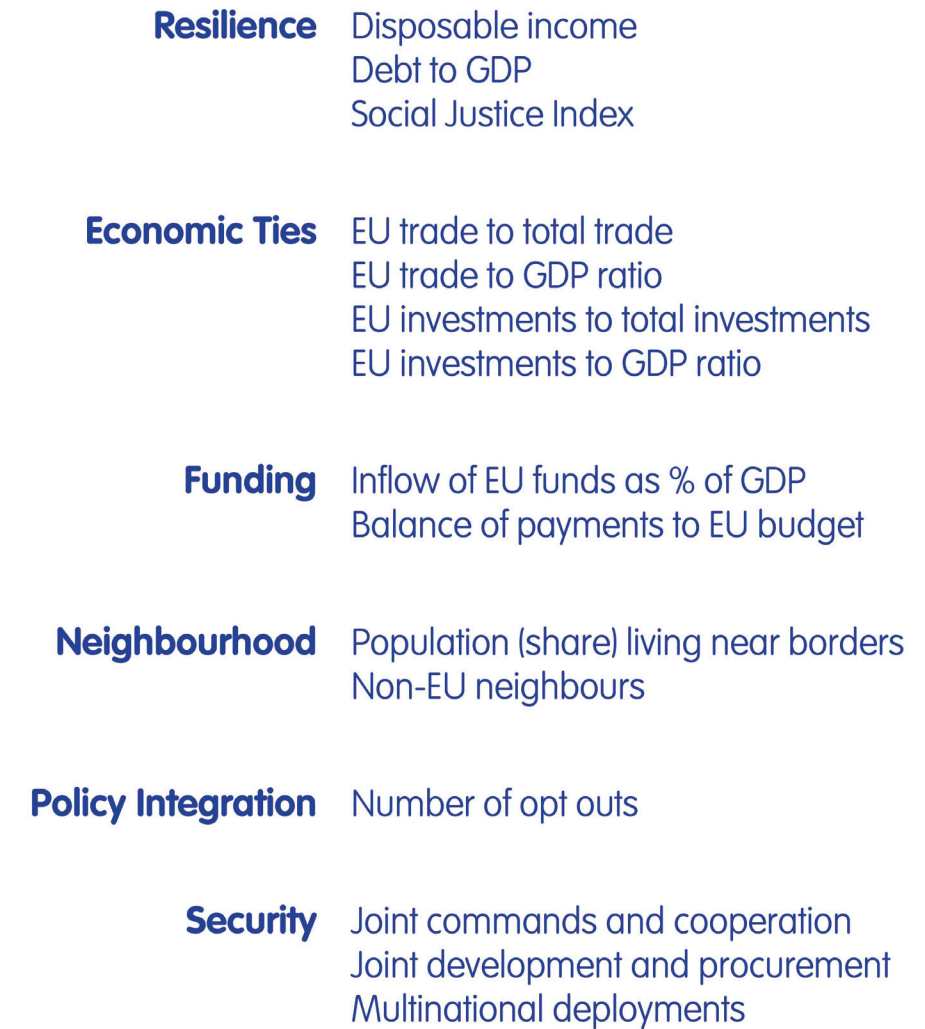 Resilience Disposable income
Debt to GDP
Social Justice Index
Economic Ties EU trade to total trade
EU trade to GDP ratio
EU investments to total investments
EU investments to GDP ratio
Funding Inflow of EU funds as % of GDP
Balance of payments to EU budget
Neighbourhood Population (share) living near borders
Non-EU neighbours
Policy Integration Number of opt outs
Security Joint commands and cooperation
Joint development and procurement
Multinational deployments